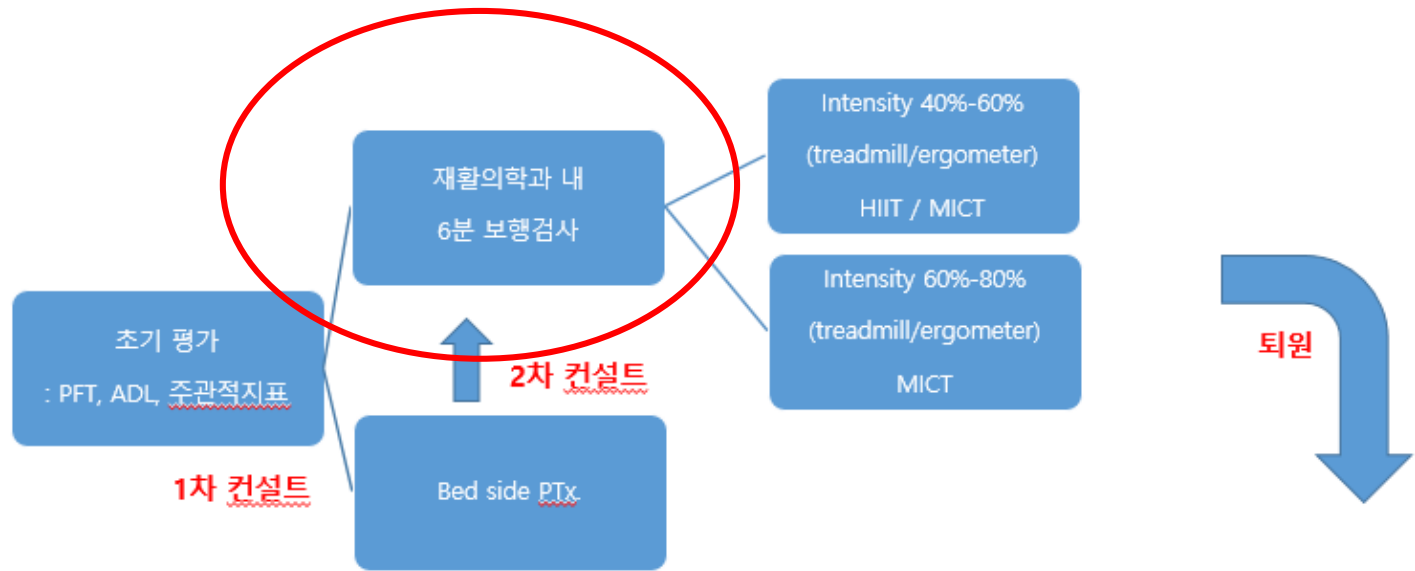 초기 평가
: PFT, ADL, 주관적지표
1차 컨설트
재활의학과 내
6분 보행검사
2차 컨설트
Bed side PTx.
Intensity 40%-60%
(treadmill/ergometer)
HIIT / MICT
Intensity 60%-80%
(treadmill/ergometer)
MICT
퇴원